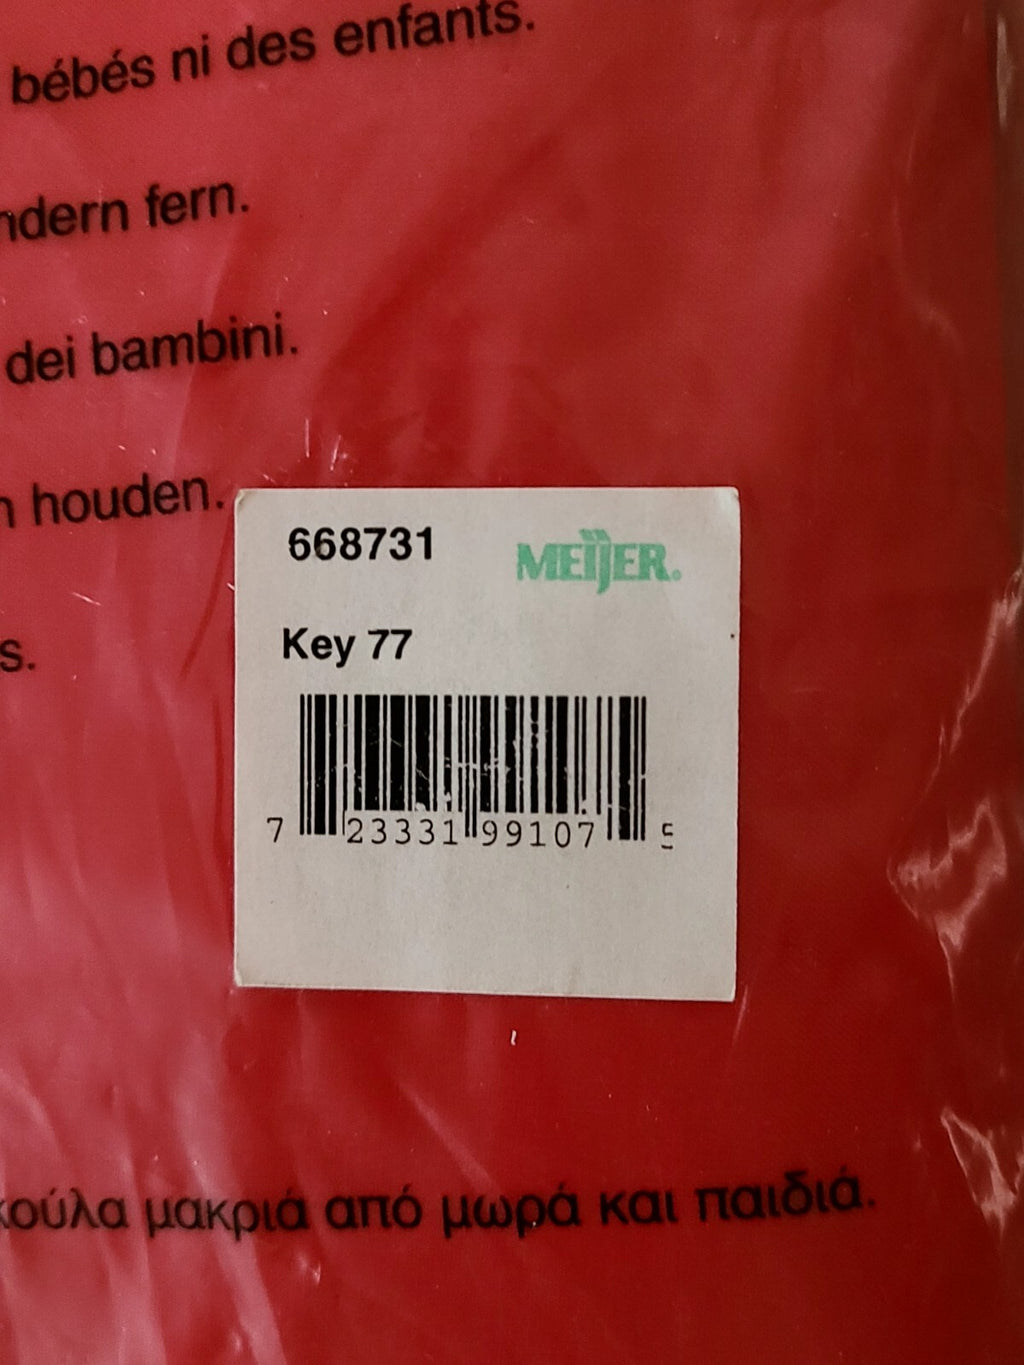 bébés ni des enfants.
ndern fern.
dei bambini.
n houden.
668731
MEIJER®
Key 77
s.
7 23331 99107 5
κούλα μακριά από μωρά και παιδιά.